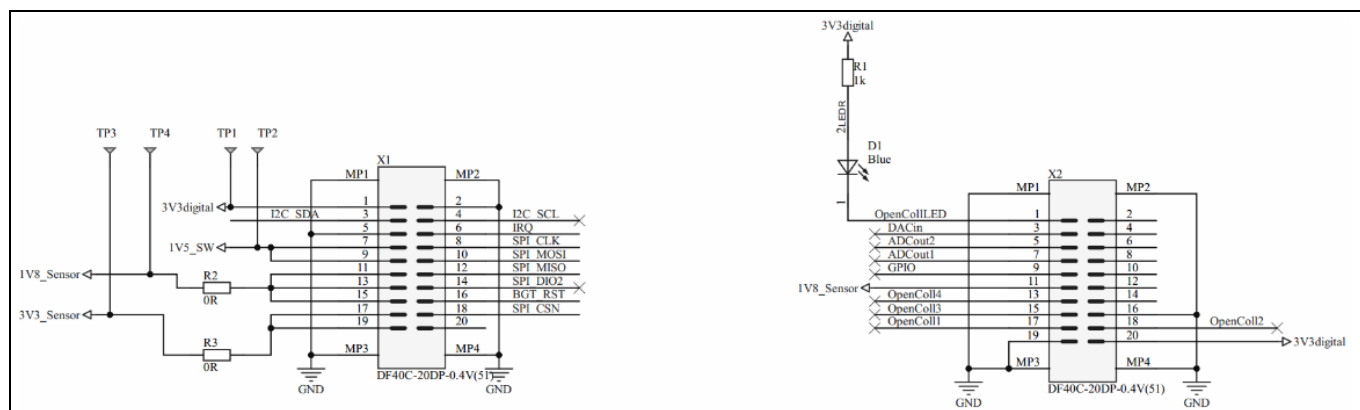 TP3
TP4
TP1
TP2
X1
MP1
MP2
3V3digital
1
2
I2C_SDA
3
4
I2C_SCL
5
6
IRQ
1V5_SW
7
8
SPI_CLK
9
10
SPI_MOSI
1V8_Sensor
11
12
SPI_MISO
R2
0R
13
14
SPI_DIO2
15
16
BGT_RST
3V3_Sensor
17
18
SPI_CSN
19
20
R3
0R
MP3
MP4
DF40C-20DP-0.4V(51)
GND
GND
3V3digital
R1
1k
2
LEDR
D1
Blue
1
X2
MP1
MP2
OpenCollLED
1
2
DACin
3
4
ADCout2
5
6
ADCout1
7
8
GPIO
9
10
1V8_Sensor
11
12
OpenColl4
13
14
OpenColl3
15
16
OpenColl1
17
18
OpenColl2
19
20
3V3digital
MP3
MP4
DF40C-20DP-0.4V(51)
GND
GND